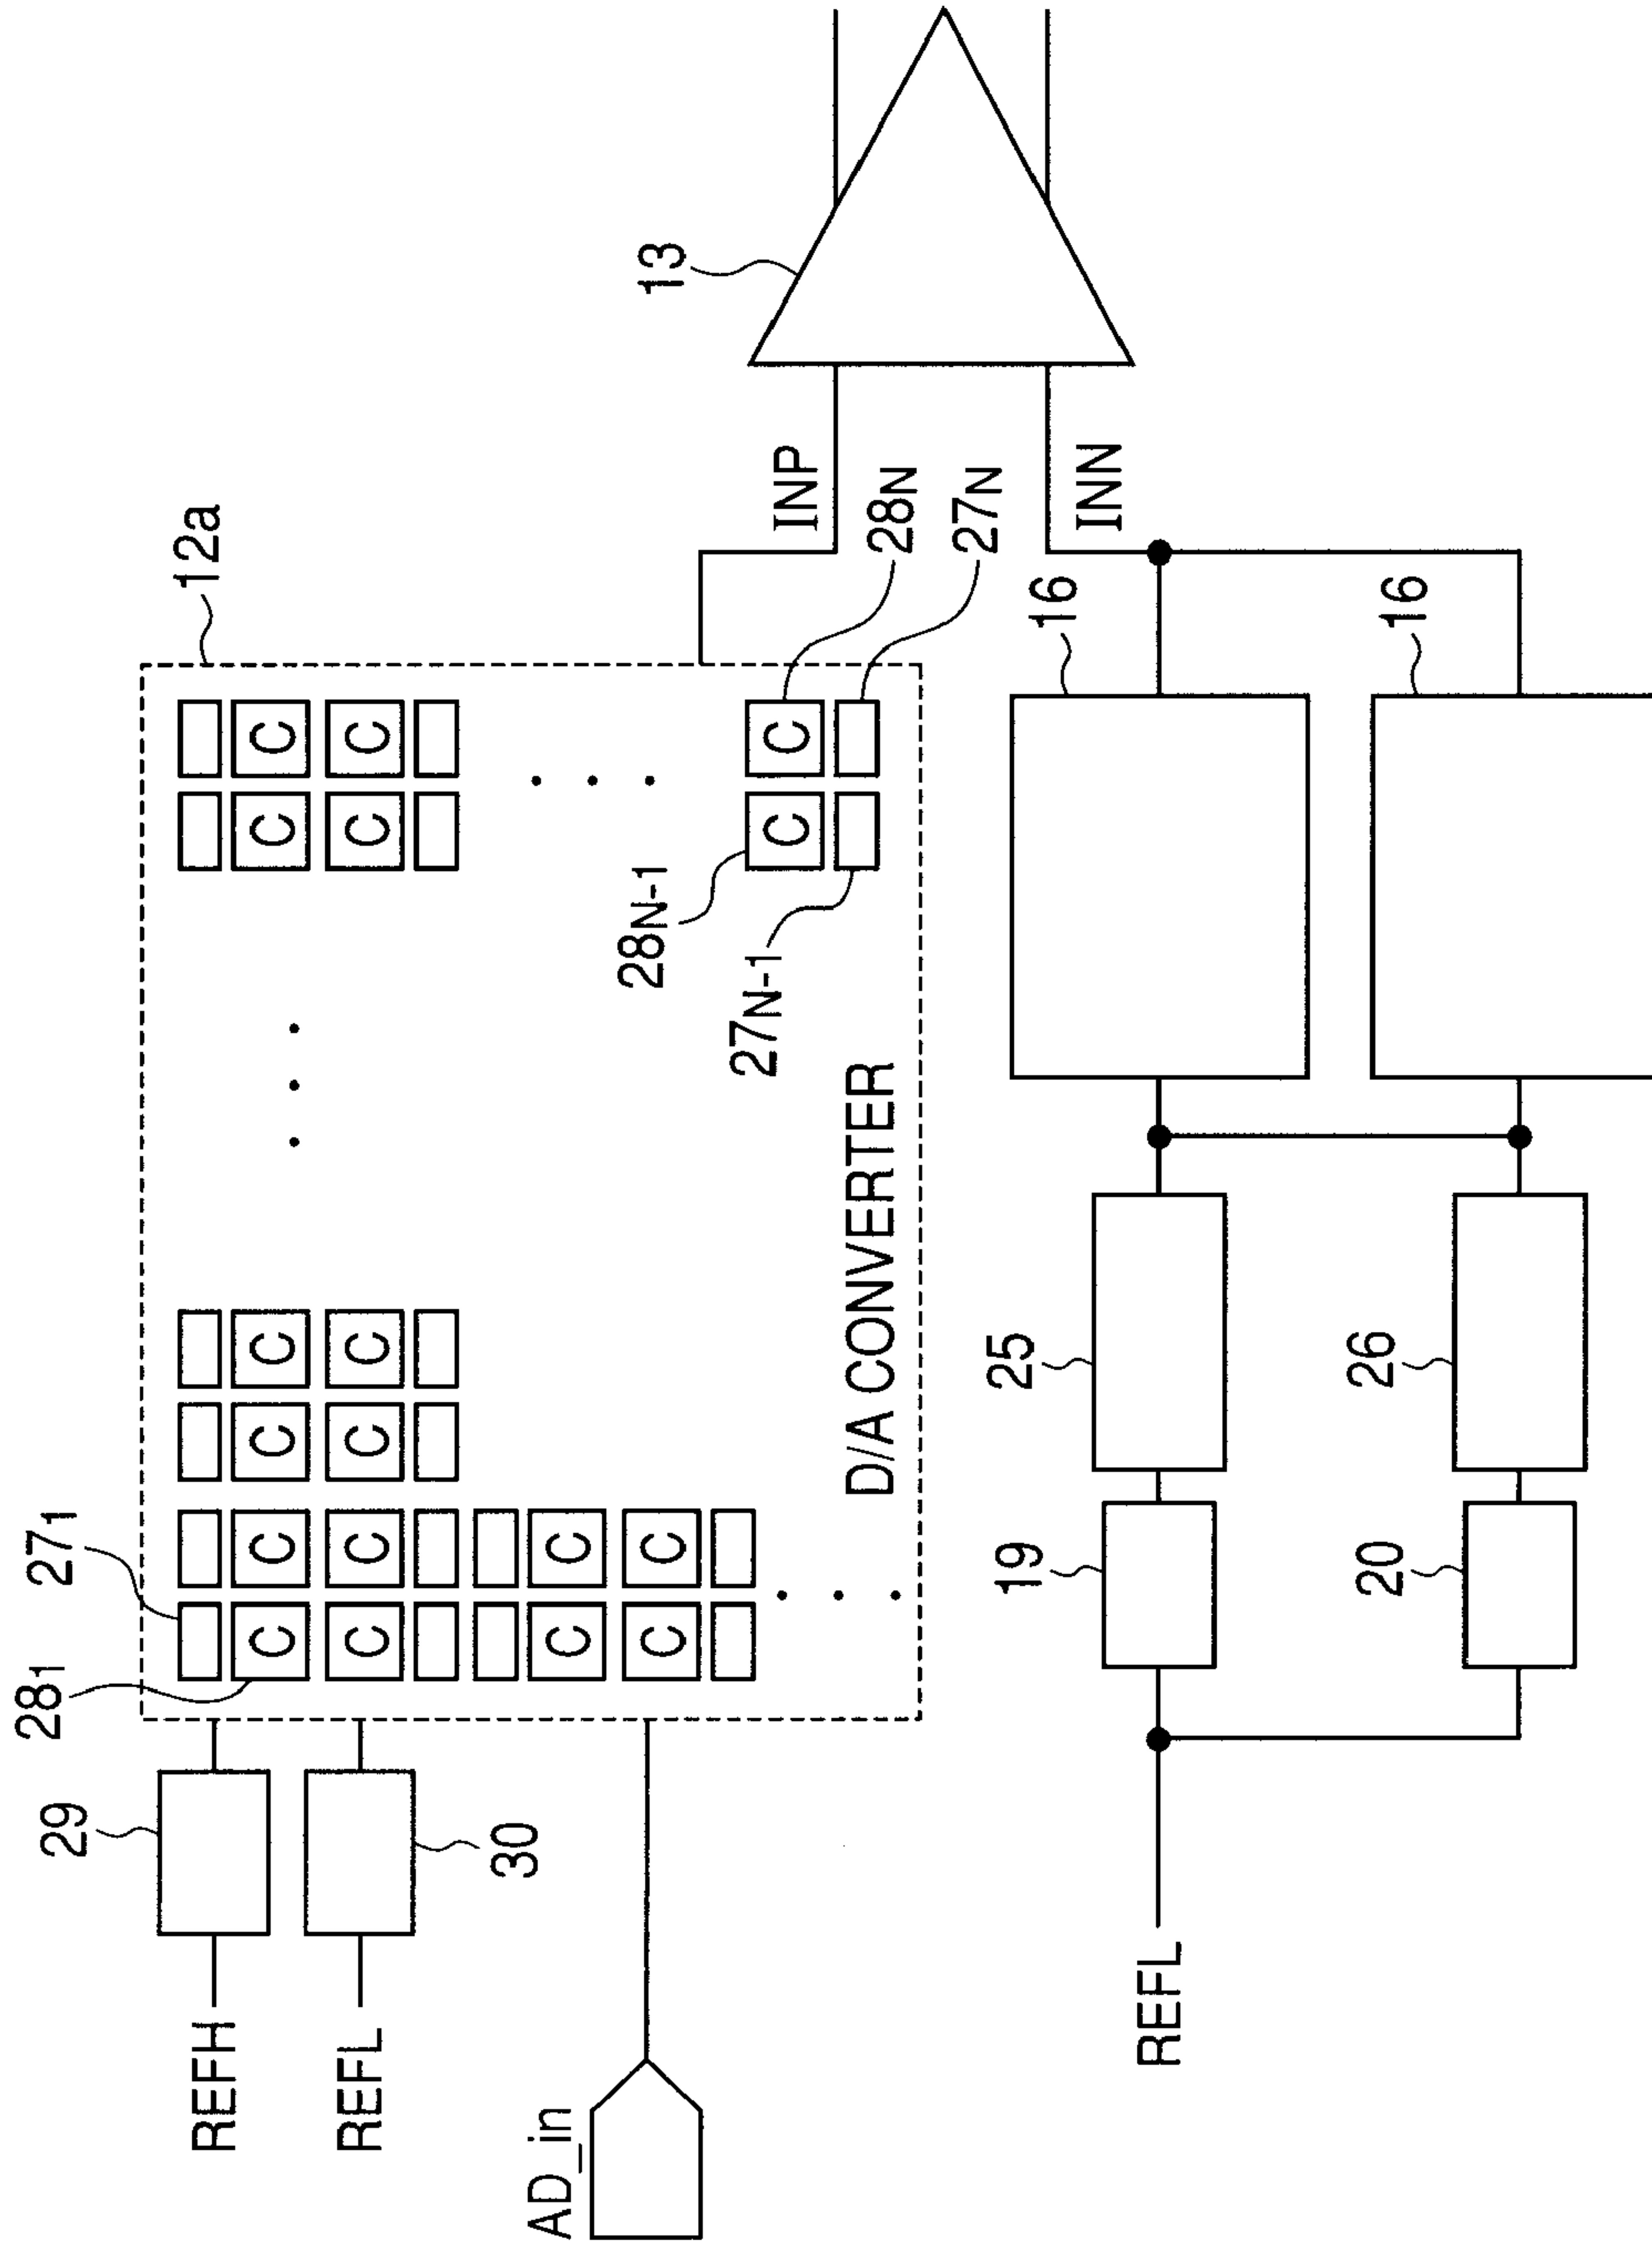 28₁
27₁
12a
29
REFH
C C C C C C
C C C C C C
REFL
30
C C
C C
AD_in
28N-1
27N-1
C C
28N
27N
D/A CONVERTER
INP
13
INN
REFL
19
25
16
20
26
16